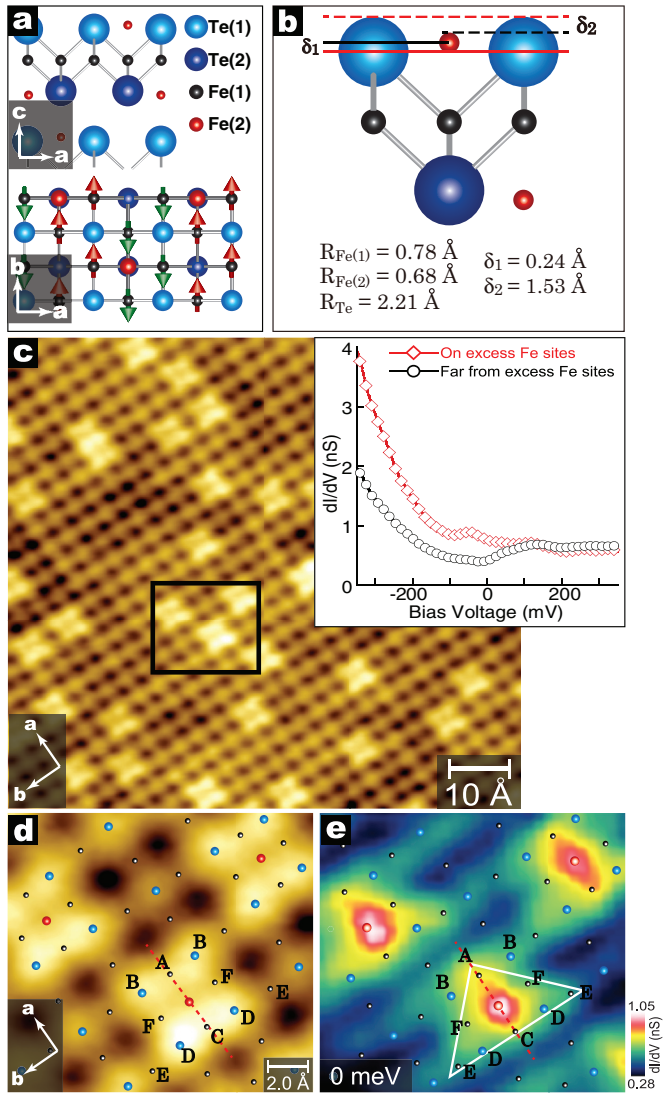 a
Te(1)
Te(2)
Fe(1)
Fe(2)
c
a
b
a
b
δ1
δ2
R Fe(1) = 0.78 Å
R Fe(2) = 0.68 Å
R Te = 2.21 Å
δ1 = 0.24 Å
δ2 = 1.53 Å
c
4
3
2
1
0
dI/dV (nS)
On excess Fe sites
Far from excess Fe sites
-200
0
200
Bias Voltage (mV)
a
b
10 Å
d
B
A
F
B
E
F
D
C
D
E
a
b
2.0 Å
e
B
A
F
B
E
D
F
C
D
E
0 meV
1.05
dI/dV (nS)
0.28